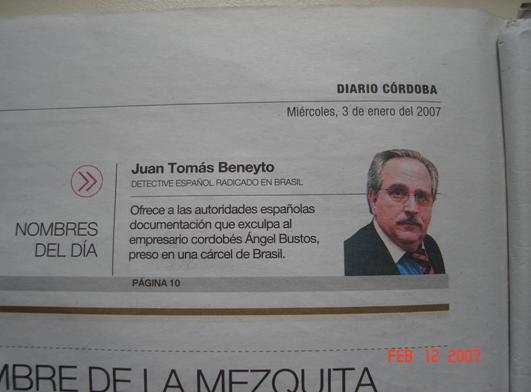 DIARIO CÓRDOBA
Miércoles, 3 de enero del 2007
NOMBRES
DEL DÍA
Juan Tomás Beneyto
DETECTIVE ESPAÑOL RADICADO EN BRASIL
Ofrece a las autoridades españolas
documentación que exculpa al
empresario cordobés Ángel Bustos,
preso en una cárcel de Brasil.
PÁGINA 10
MBRE DE LA MEZQUITA
FEB 12 2007